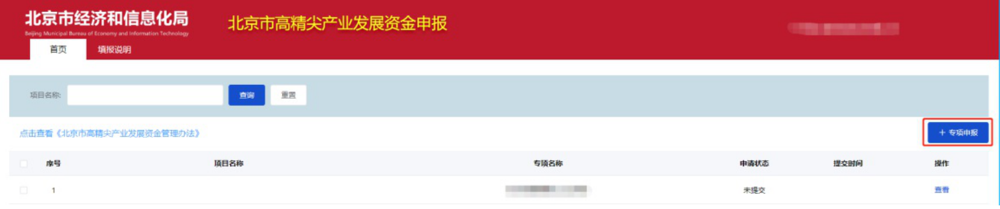 北京市经济和信息化局
北京市高精尖产业发展资金申报
Beijing Municipal Bureau of Economy and Information Technology
首页 填报说明
项目名称: 查询 重置
点击查看《北京市高精尖产业发展资金管理办法》
+ 专项申报
序号 项目名称 专项名称 申请状态 提交时间 操作
1 未提交 查看